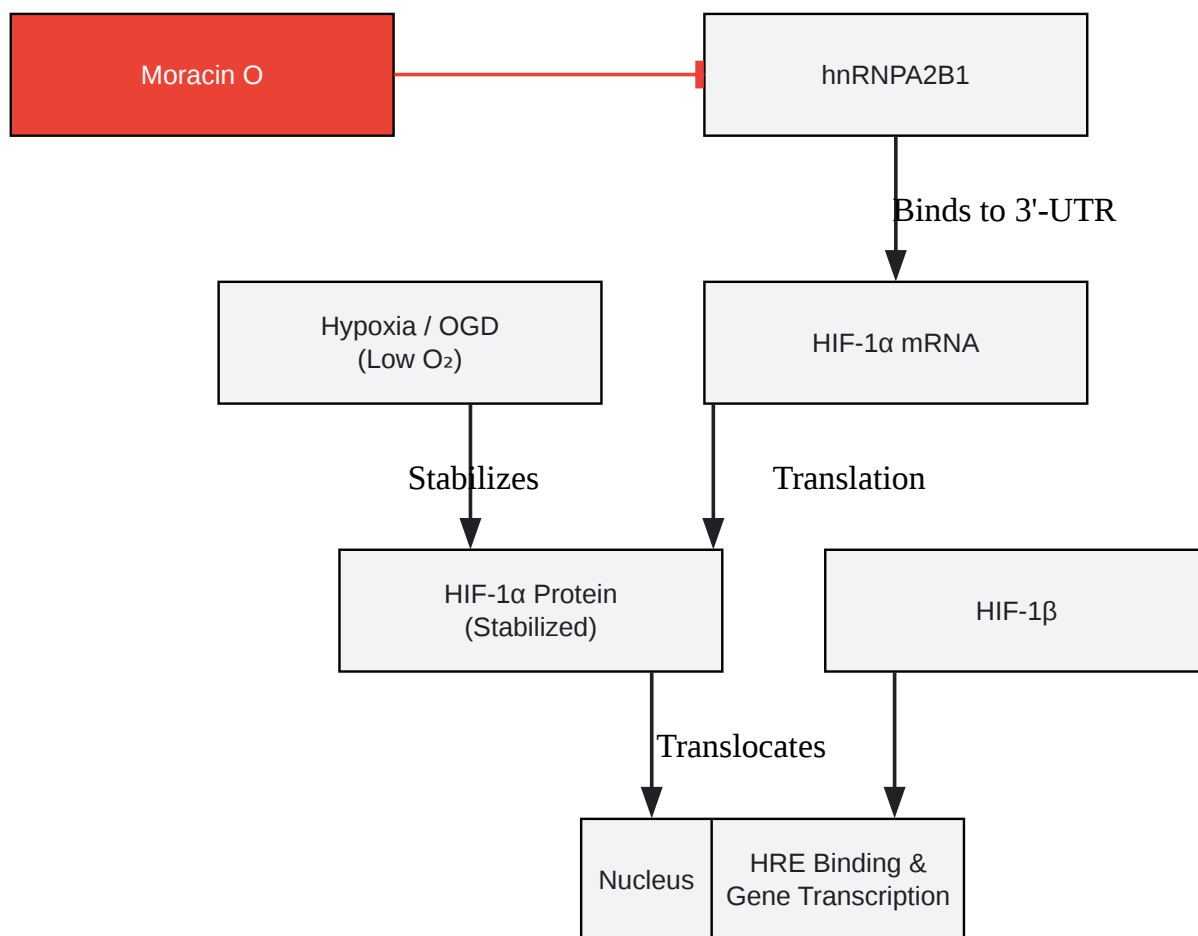 Moracin O
hnRNPA2B1
Binds to 3'-UTR
Hypoxia / OGD
(Low O₂)
HIF-1α mRNA
Stabilizes
Translation
HIF-1α Protein
(Stabilized)
HIF-1β
Translocates
Nucleus
HRE Binding &
Gene Transcription